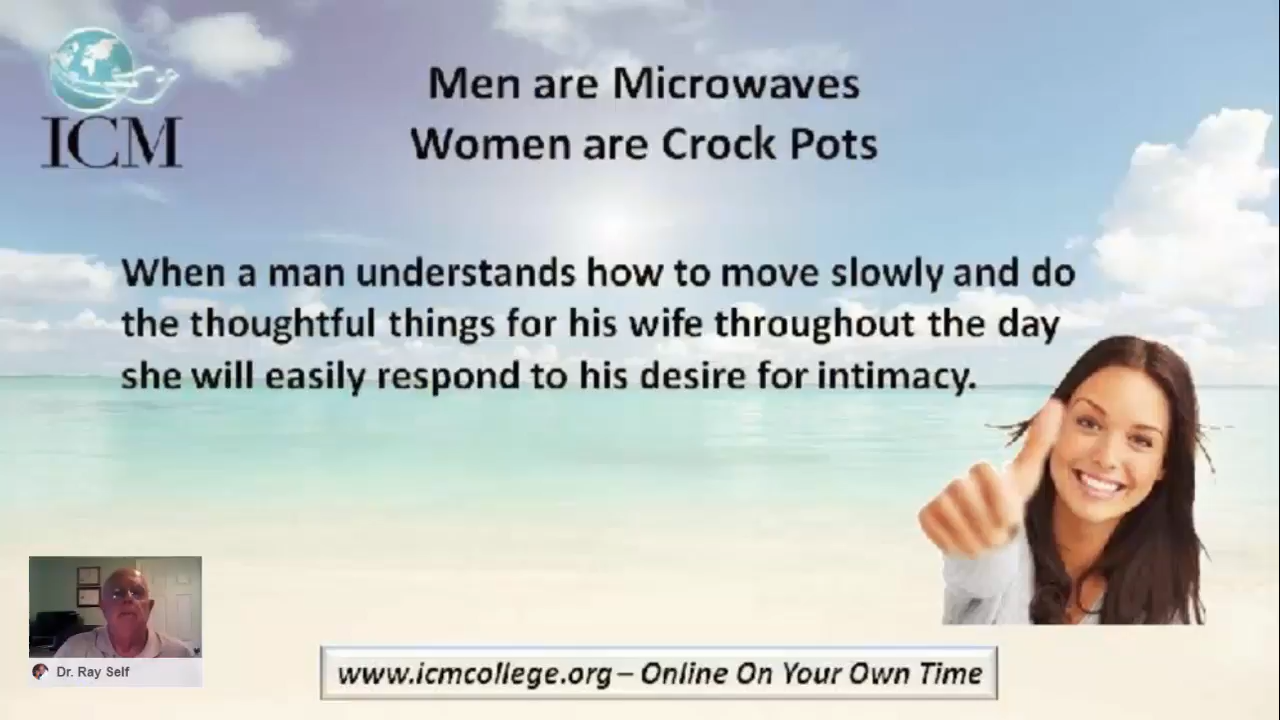 ICM
Men are Microwaves
Women are Crock Pots
When a man understands how to move slowly and do
the thoughtful things for his wife throughout the day
she will easily respond to his desire for intimacy.
Dr. Ray Self
www.icmcollege.org – Online On Your Own Time